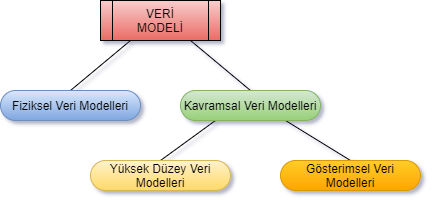 VERİ
MODELİ
Fiziksel Veri Modelleri
Kavramsal Veri Modelleri
Yüksek Düzey Veri
Modelleri
Gösterimsel Veri
Modelleri